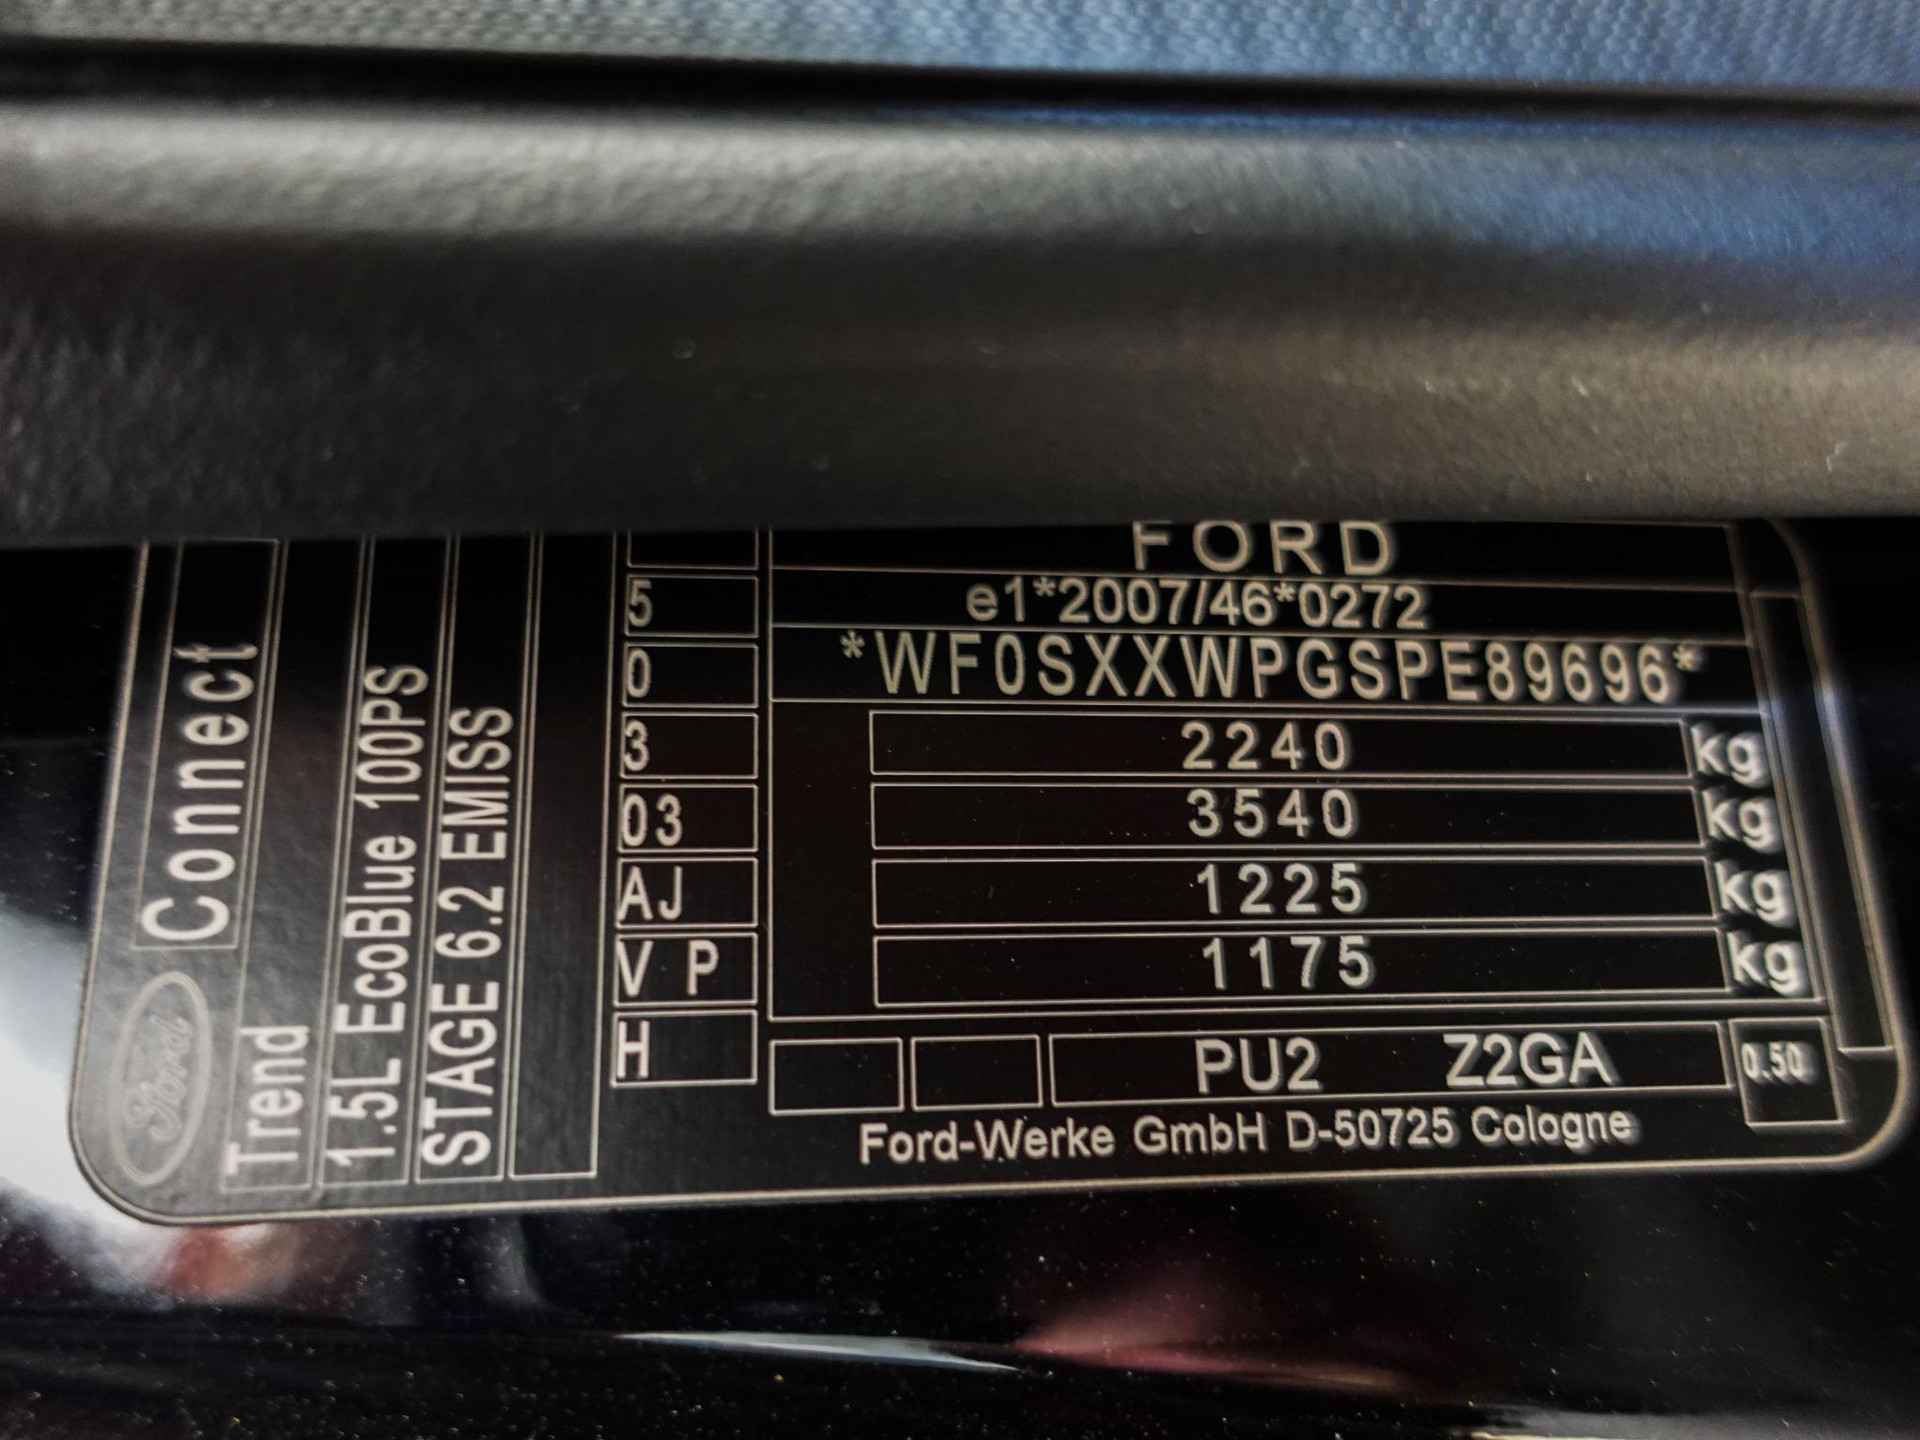 FORD
e1*2007/46*0272
*WF0SXXWPGSPE89696*
2240 kg
3540 kg
1225 kg
1175 kg
PU2 Z2GA
0.50
Ford-Werke GmbH D-50725 Cologne
5
0
3
03
AJ
V P
H
Ford Connect
Trend
1.5L EcoBlue 100PS
STAGE 6.2 EMISS